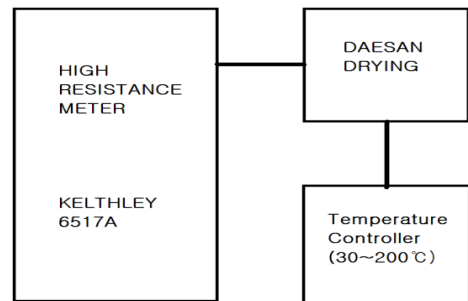 HIGH
RESISTANCE
METER
KELTHLEY
6517A
DAESAN
DRYING
Temperature
Controller
(30~200℃)